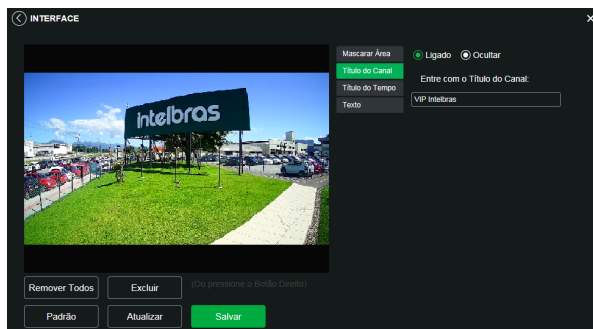 INTERFACE
intelbras
Mascarar Área
Título do Canal
Título do Tempo
Texto
Ligado
Ocultar
Entre com o Título do Canal:
VIP Intelbras
Remover Todos
Excluir
(Ou pressione o Botão Direito)
Padrão
Atualizar
Salvar